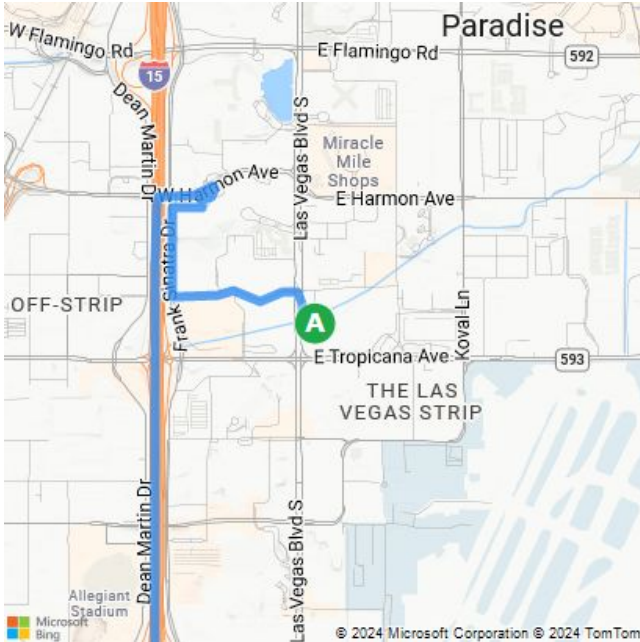 Paradise
W Flamingo Rd
E Flamingo Rd
592
15
Dean Martin Dr
Las Vegas Blvd S
Miracle
Mile
Shops
W Harmon Ave
E Harmon Ave
Frank Sinatra Dr
OFF-STRIP
A
Koval Ln
E Tropicana Ave
593
THE LAS
VEGAS STRIP
Dean Martin Dr
Las Vegas Blvd S
Allegiant
Stadium
Microsoft
Bing
© 2024 Microsoft Corporation © 2024 TomTom